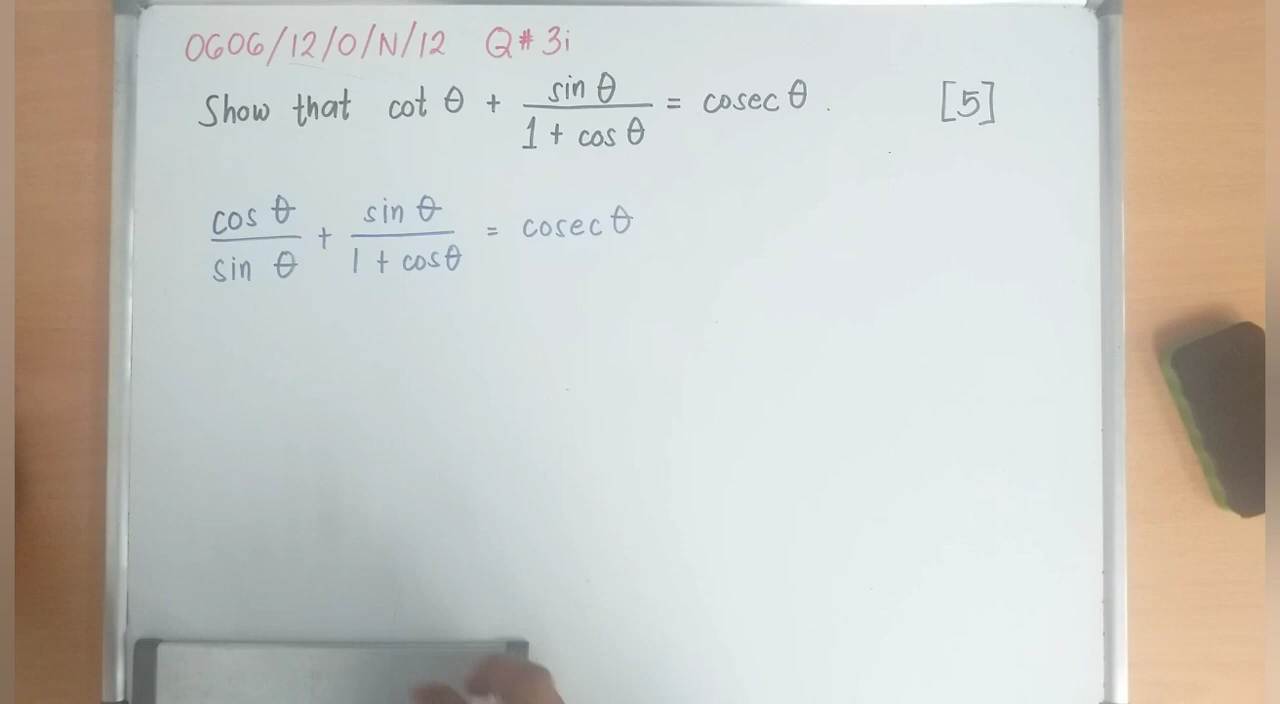 0606/12/O/N/12 Q# 3i
Show that cot θ + sin θ / 1 + cos θ = cosec θ. [5]
cos θ / sin θ + sin θ / 1 + cos θ = cosec θ